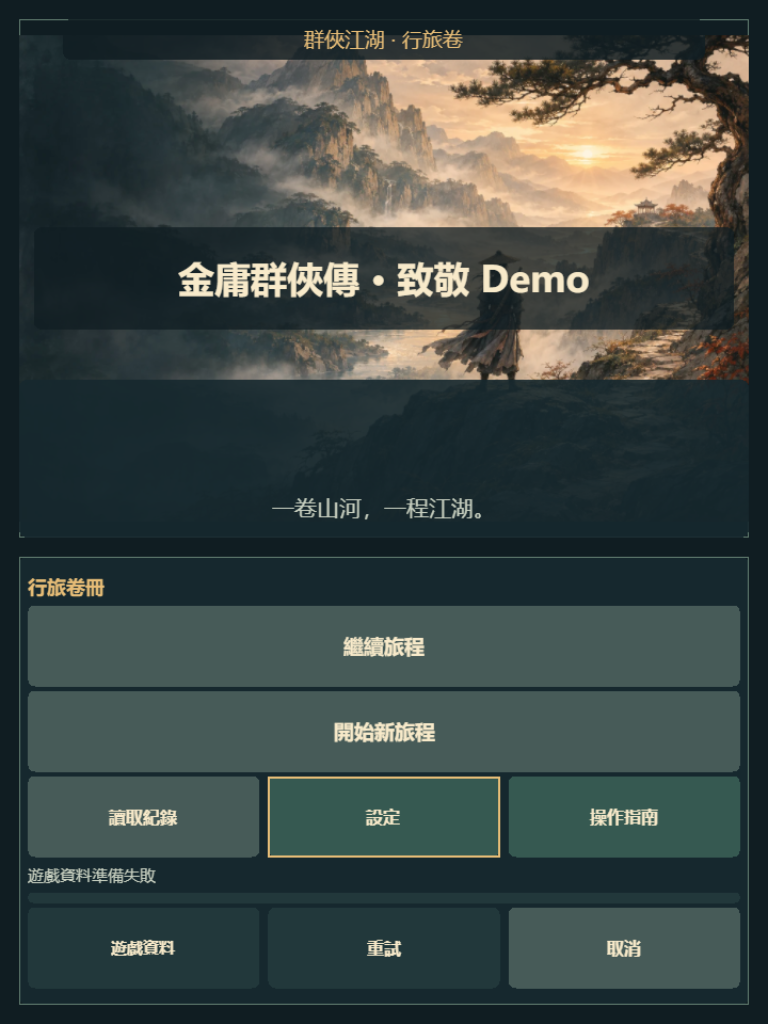 群俠江湖 · 行旅卷
金庸群俠傳・致敬 Demo
一卷山河，一程江湖。
行旅卷冊
繼續旅程
開始新旅程
讀取紀錄
設定
操作指南
遊戲資料準備失敗
遊戲資料
重試
取消